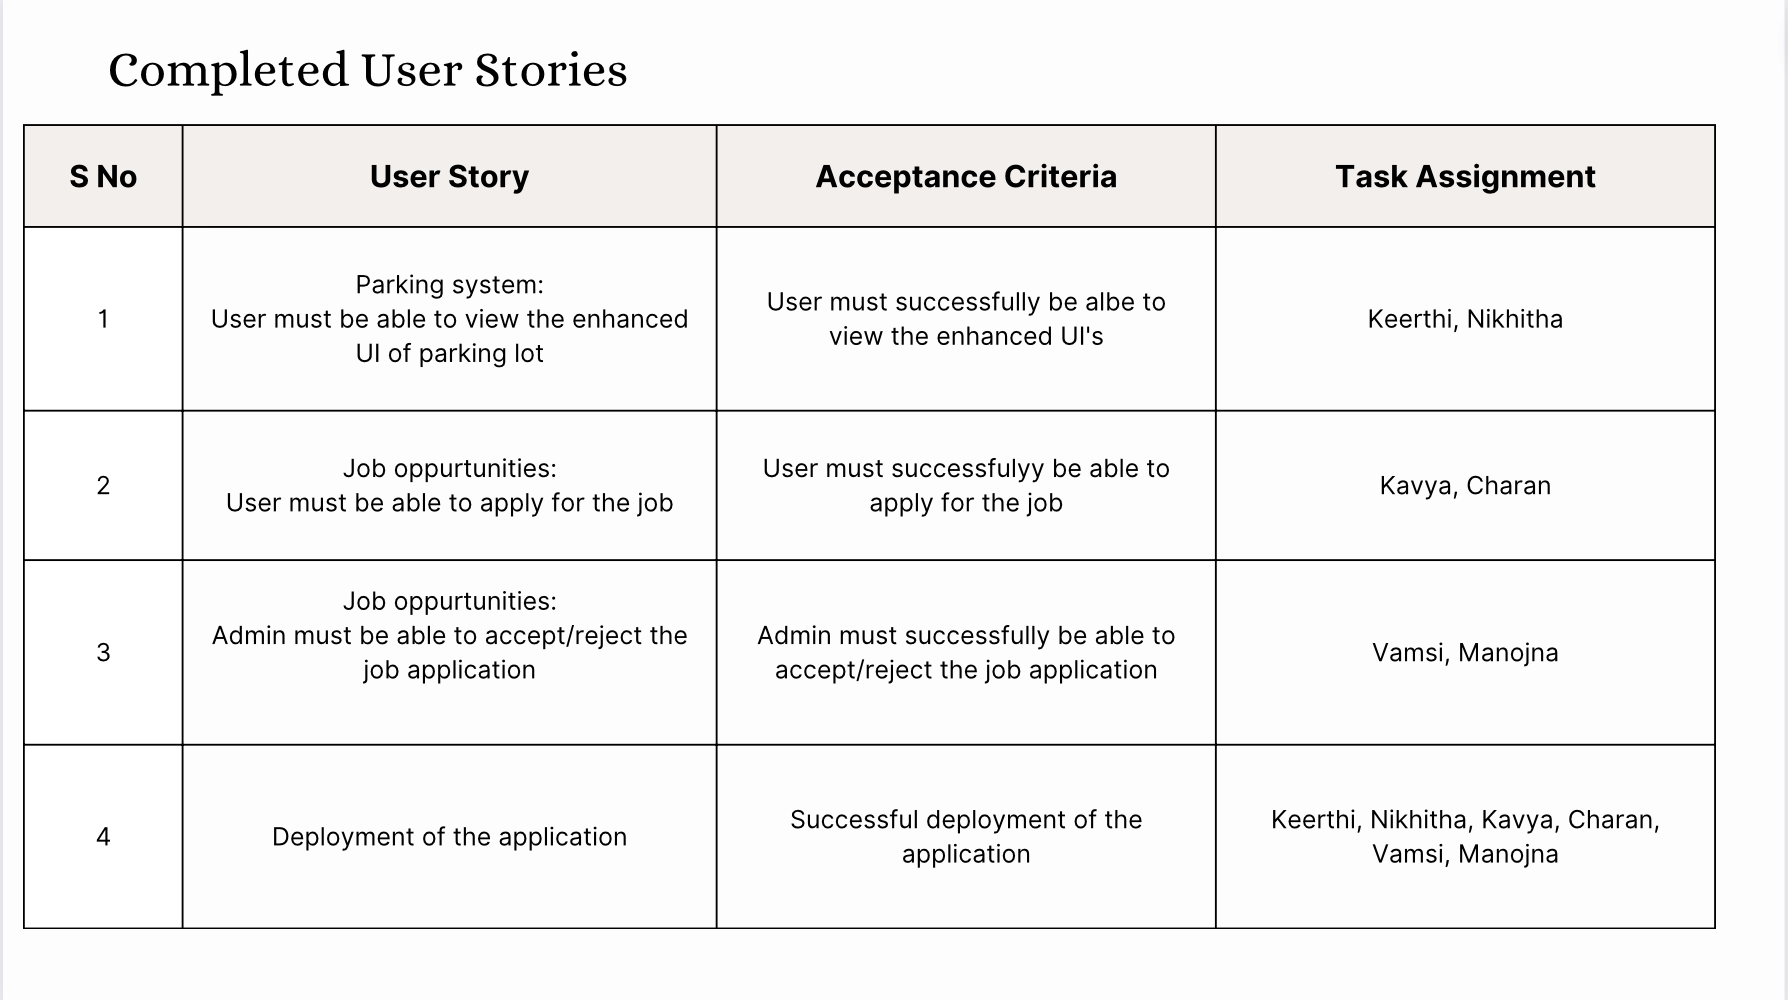 Completed User Stories
S No
User Story
Acceptance Criteria
Task Assignment
1
Parking system:
User must be able to view the enhanced
UI of parking lot
User must successfully be albe to
view the enhanced UI's
Keerthi, Nikhitha
2
Job oppurtunities:
User must be able to apply for the job
User must successfulyy be able to
apply for the job
Kavya, Charan
3
Job oppurtunities:
Admin must be able to accept/reject the
job application
Admin must successfully be able to
accept/reject the job application
Vamsi, Manojna
4
Deployment of the application
Successful deployment of the
application
Keerthi, Nikhitha, Kavya, Charan,
Vamsi, Manojna